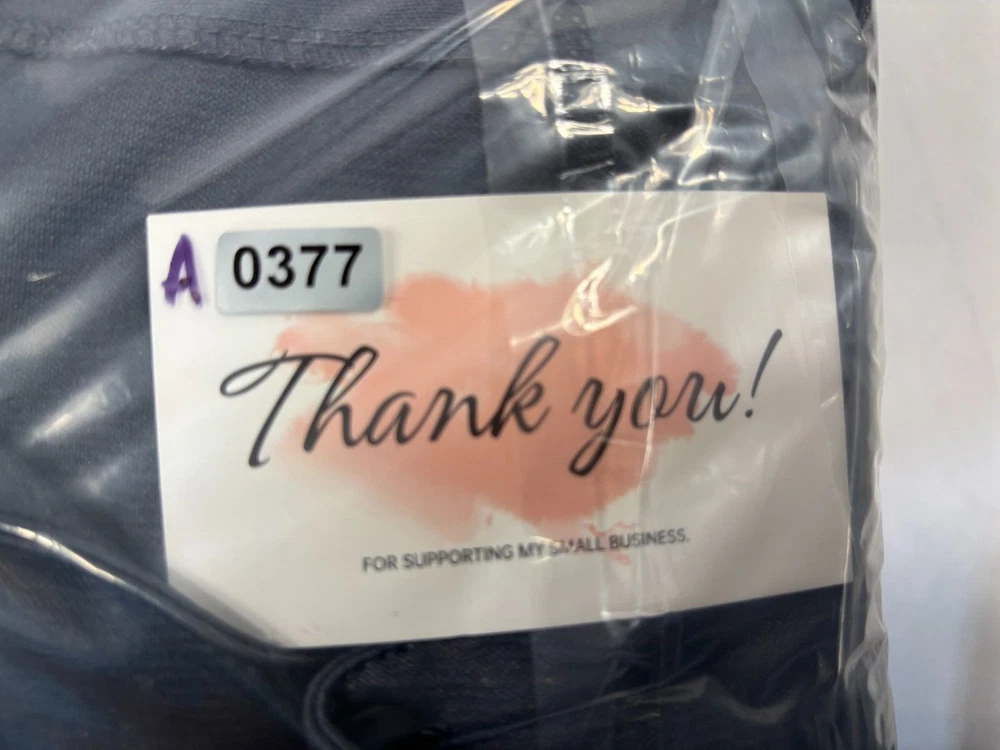 A 0377
Thank you!
FOR SUPPORTING MY SMALL BUSINESS.